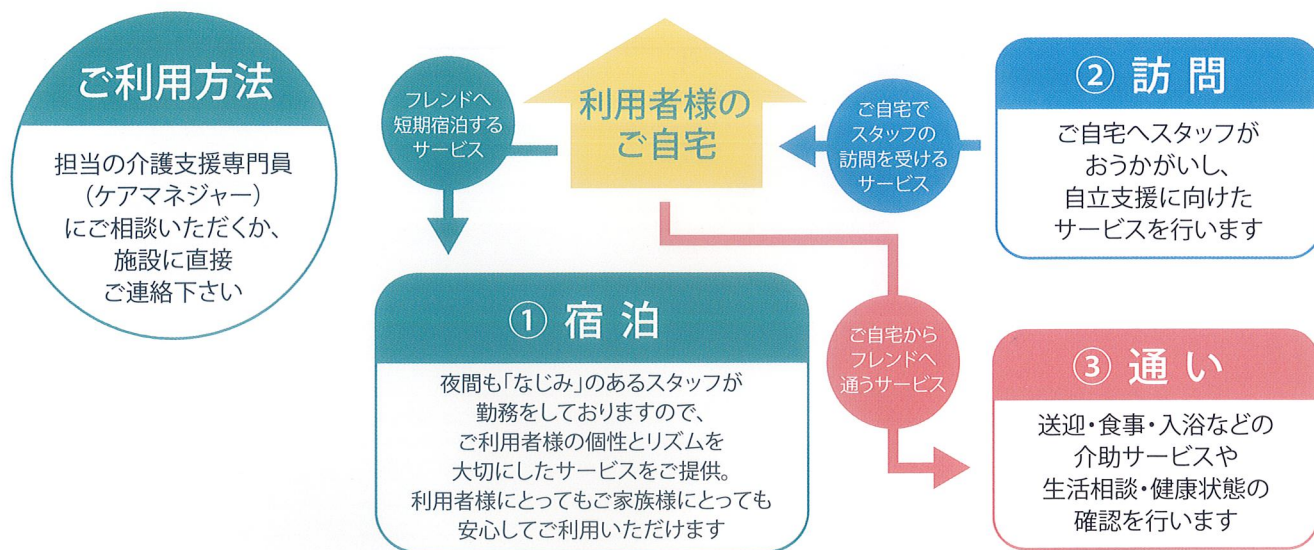 ご利用方法
担当の介護支援専門員
(ケアマネジャー)
にご相談いただくか、
施設に直接
ご連絡下さい
フレンドへ
短期宿泊する
サービス
利用者様の
ご自宅
ご自宅で
スタッフの
訪問を受ける
サービス
② 訪問
ご自宅へスタッフが
おうかがいし、
自立支援に向けた
サービスを行います
① 宿泊
夜間も「なじみ」のあるスタッフが
勤務をしておりますので、
ご利用者様の個性とリズムを
大切にしたサービスをご提供。
利用者様にとってもご家族様にとっても
安心してご利用いただけます
ご自宅から
フレンドへ
通うサービス
③ 通い
送迎・食事・入浴などの
介助サービスや
生活相談・健康状態の
確認を行います